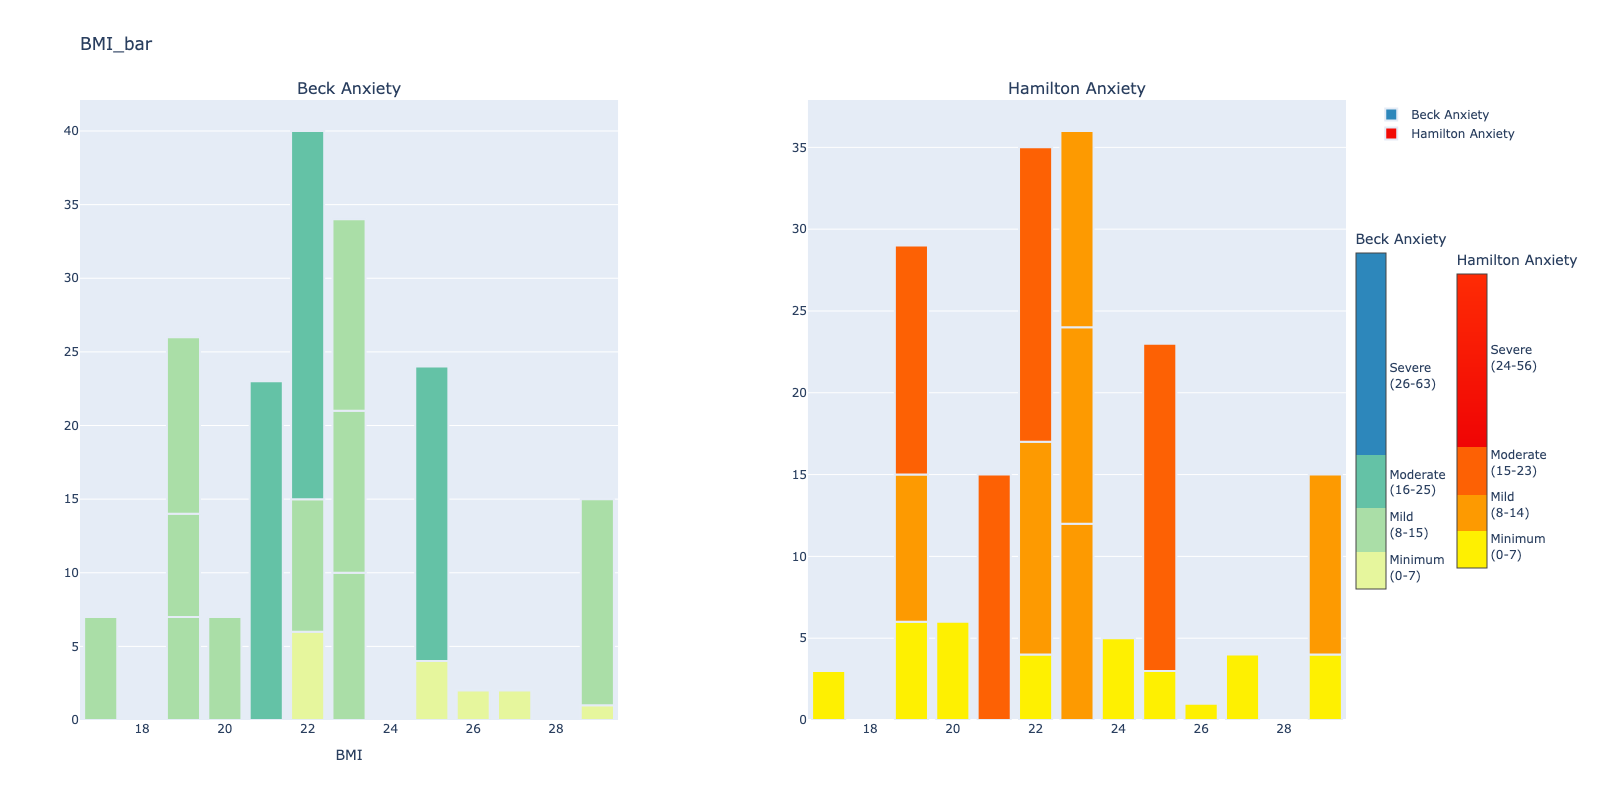 BMI_bar
Beck Anxiety
40
35
30
25
20
15
10
5
0
18 20 22 24 26 28
BMI
Hamilton Anxiety
35
30
25
20
15
10
5
0
18 20 22 24 26 28
Beck Anxiety
Hamilton Anxiety
Beck Anxiety
Severe
(26-63)
Moderate
(16-25)
Mild
(8-15)
Minimum
(0-7)
Hamilton Anxiety
Severe
(24-56)
Moderate
(15-23)
Mild
(8-14)
Minimum
(0-7)